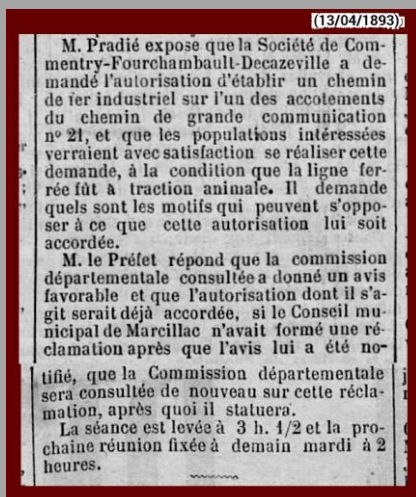 (13/04/1893)
M. Pradié expose que la Société de Com-
mentry-Fourchambault-Decazeville a de-
mandé l'autorisation d'établir un chemin
de fer industriel sur l'un des accotements
du chemin de grande communication
nº 21, et que les populations intéressées
verraient avec satisfaction se réaliser cette
demande, à la condition que la ligne fer-
rée fût à traction animale. Il demande
quels sont les motifs qui peuvent s'oppo-
ser à ce que cette autorisation lui soit
accordée.
M. le Préfet répond que la commission
départementale consultée a donné un avis
favorable et que l'autorisation dont il s'a-
git serait déjà accordée, si le Conseil mu-
nicipal de Marcillac n'avait formé une ré-
clamation après que l'avis lui a été no-
tifié, que la Commission départementale
sera consultée de nouveau sur cette récla-
mation, après quoi il statuera.
La séance est levée à 3 h. 1/2 et la pro-
chaine réunion fixée à demain mardi à 2
heures.